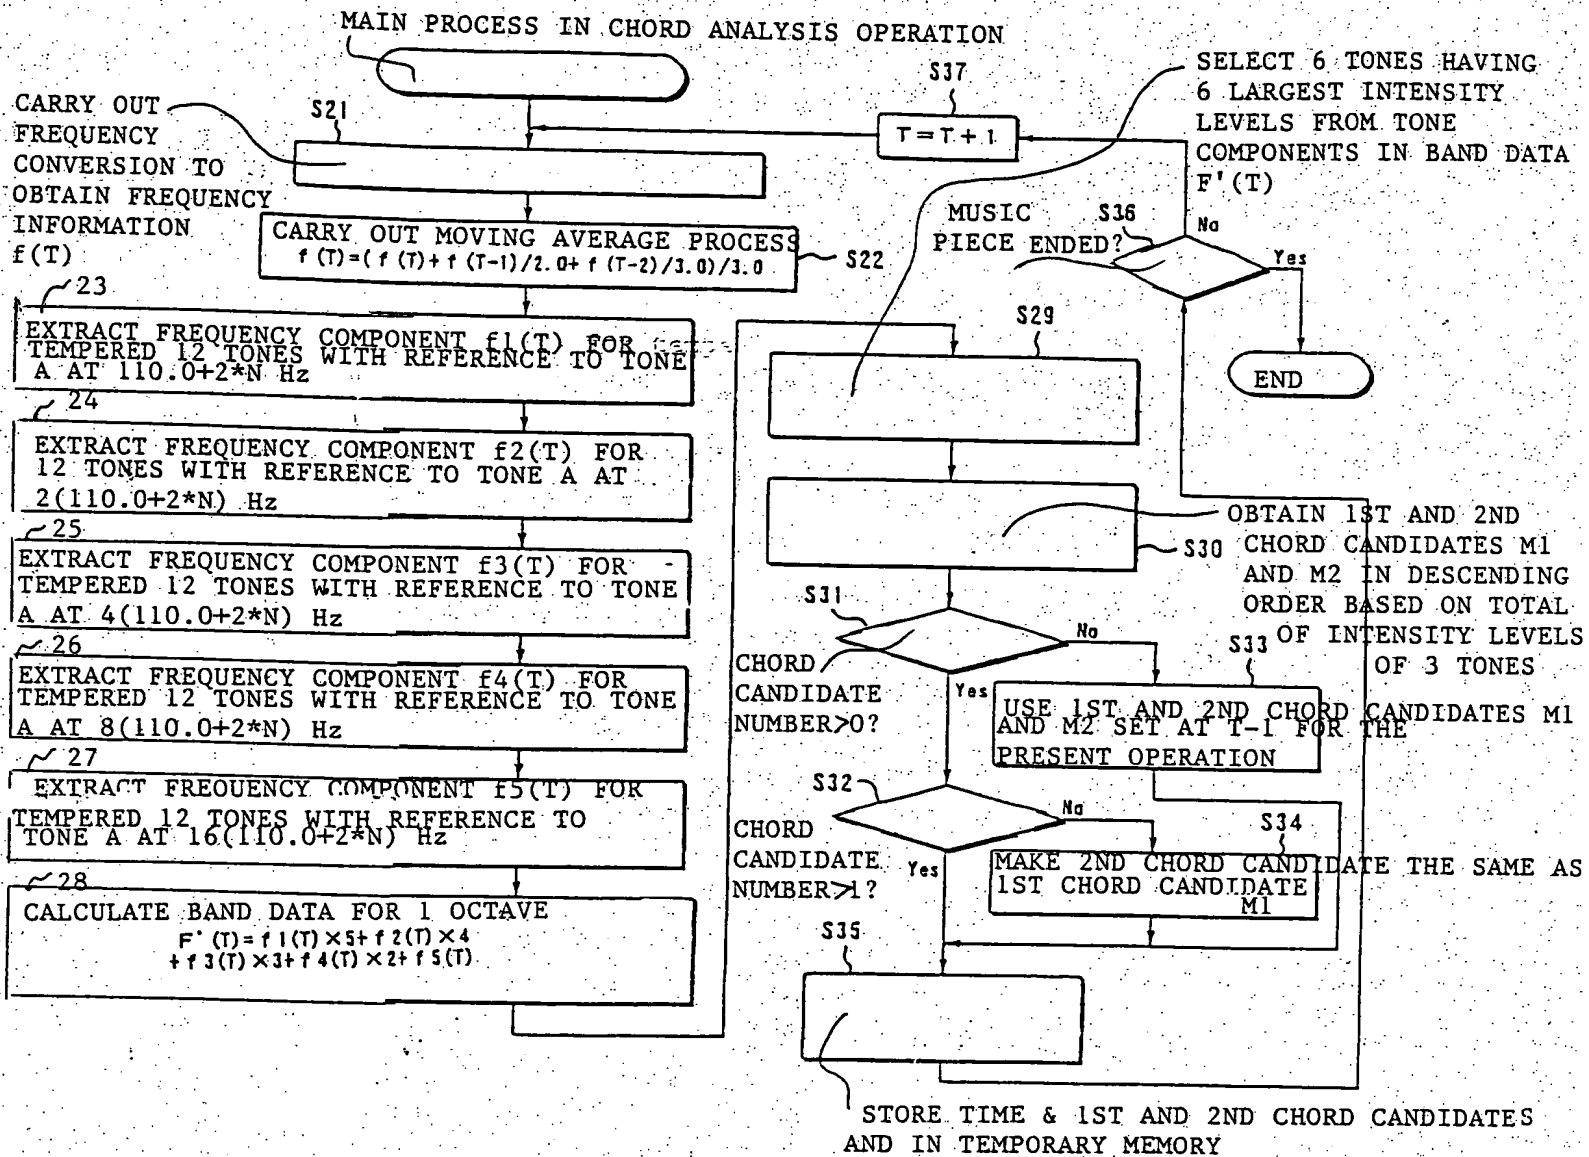 MAIN PROCESS IN CHORD ANALYSIS OPERATION
CARRY OUT
FREQUENCY
CONVERSION TO
OBTAIN FREQUENCY
INFORMATION
f(T)
S21
CARRY OUT MOVING AVERAGE PROCESS
f (T)=( f (T)+ f (T-1)/2.0+ f (T-2)/3.0)/3.0
S22
23
EXTRACT FREQUENCY COMPONENT f1(T) FOR
TEMPERED 12 TONES WITH REFERENCE TO TONE
A AT 110.0+2*N Hz
24
EXTRACT FREQUENCY COMPONENT f2(T) FOR
12 TONES WITH REFERENCE TO TONE A AT
2(110.0+2*N) Hz
25
EXTRACT FREQUENCY COMPONENT f3(T) FOR
TEMPERED 12 TONES WITH REFERENCE TO TONE
A AT 4(110.0+2*N) Hz
26
EXTRACT FREQUENCY COMPONENT f4(T) FOR
TEMPERED 12 TONES WITH REFERENCE TO TONE
A AT 8(110.0+2*N) Hz
27
EXTRACT FREQUENCY COMPONENT f5(T) FOR
TEMPERED 12 TONES WITH REFERENCE TO
TONE A AT 16(110.0+2*N) Hz
28
CALCULATE BAND DATA FOR 1 OCTAVE
F' (T)= f 1(T) ×5+ f 2(T) ×4
+ f 3(T) ×3+ f 4(T) ×2+ f 5(T)
S37
T=T+1
SELECT 6 TONES HAVING
6 LARGEST INTENSITY
LEVELS FROM TONE
COMPONENTS IN BAND DATA
F'(T)
MUSIC
PIECE ENDED?
S36
No
Yes
END
S29
S30
OBTAIN 1ST AND 2ND
CHORD CANDIDATES M1
AND M2 IN DESCENDING
ORDER BASED ON TOTAL
OF INTENSITY LEVELS
OF 3 TONES
S31
CHORD
CANDIDATE
NUMBER>0?
No
Yes
S33
USE 1ST AND 2ND CHORD CANDIDATES M1
AND M2 SET AT T-1 FOR THE
PRESENT OPERATION
S32
CHORD
CANDIDATE
NUMBER>1?
No
Yes
S34
MAKE 2ND CHORD CANDIDATE THE SAME AS
1ST CHORD CANDIDATE
M1
S35
STORE TIME & 1ST AND 2ND CHORD CANDIDATES
AND IN TEMPORARY MEMORY